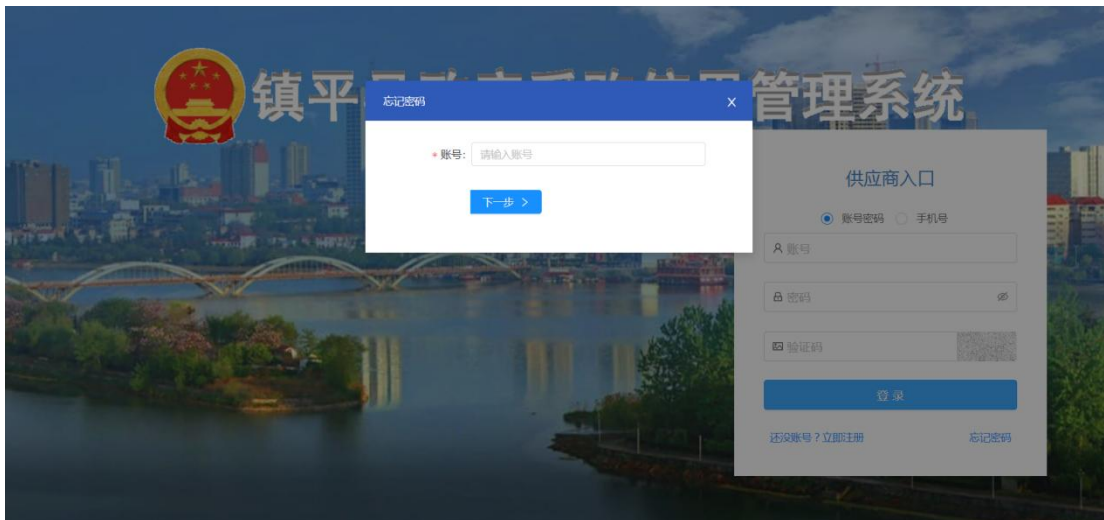 镇平
管理系统
忘记密码
X
* 账号:
请输入账号
下一步 >
供应商入口
账号密码
手机号
账号
密码
验证码
登 录
还没账号?立即注册
忘记密码